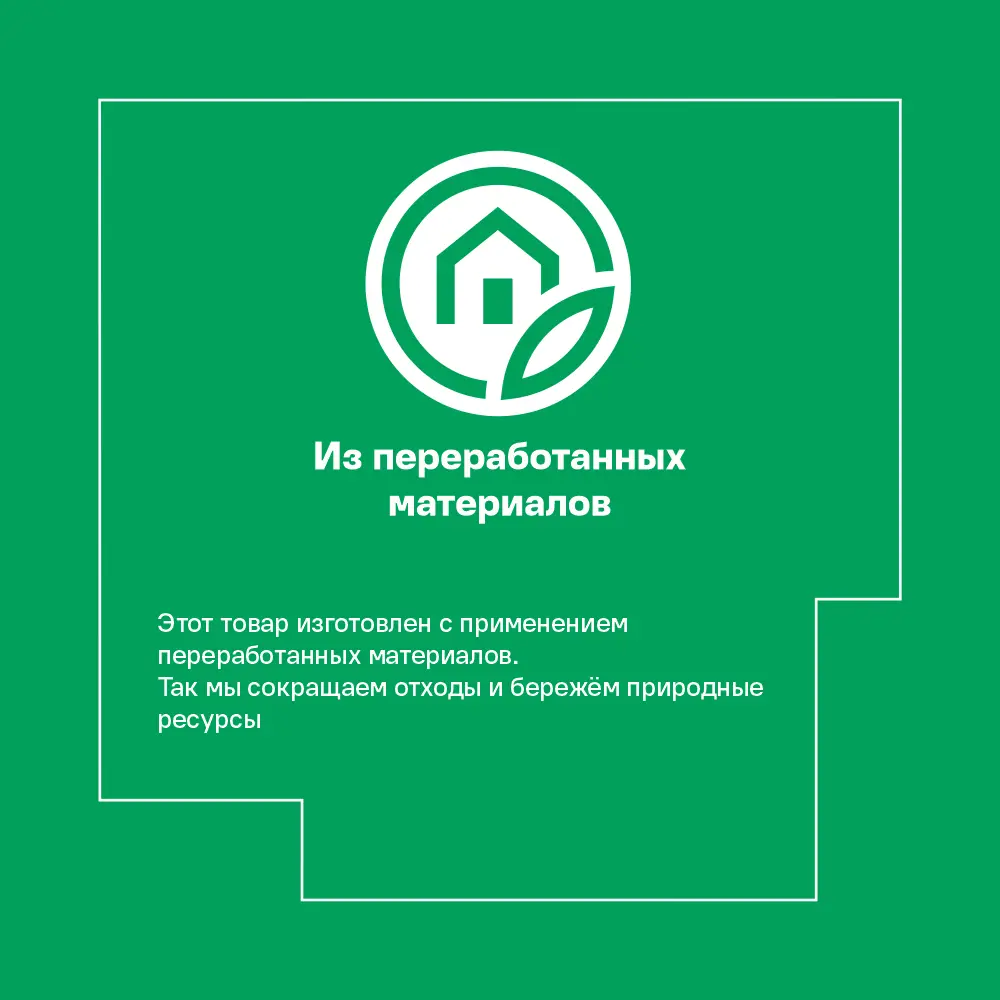 Из переработанных
материалов
Этот товар изготовлен с применением
переработанных материалов.
Так мы сокращаем отходы и бережём природные
ресурсы